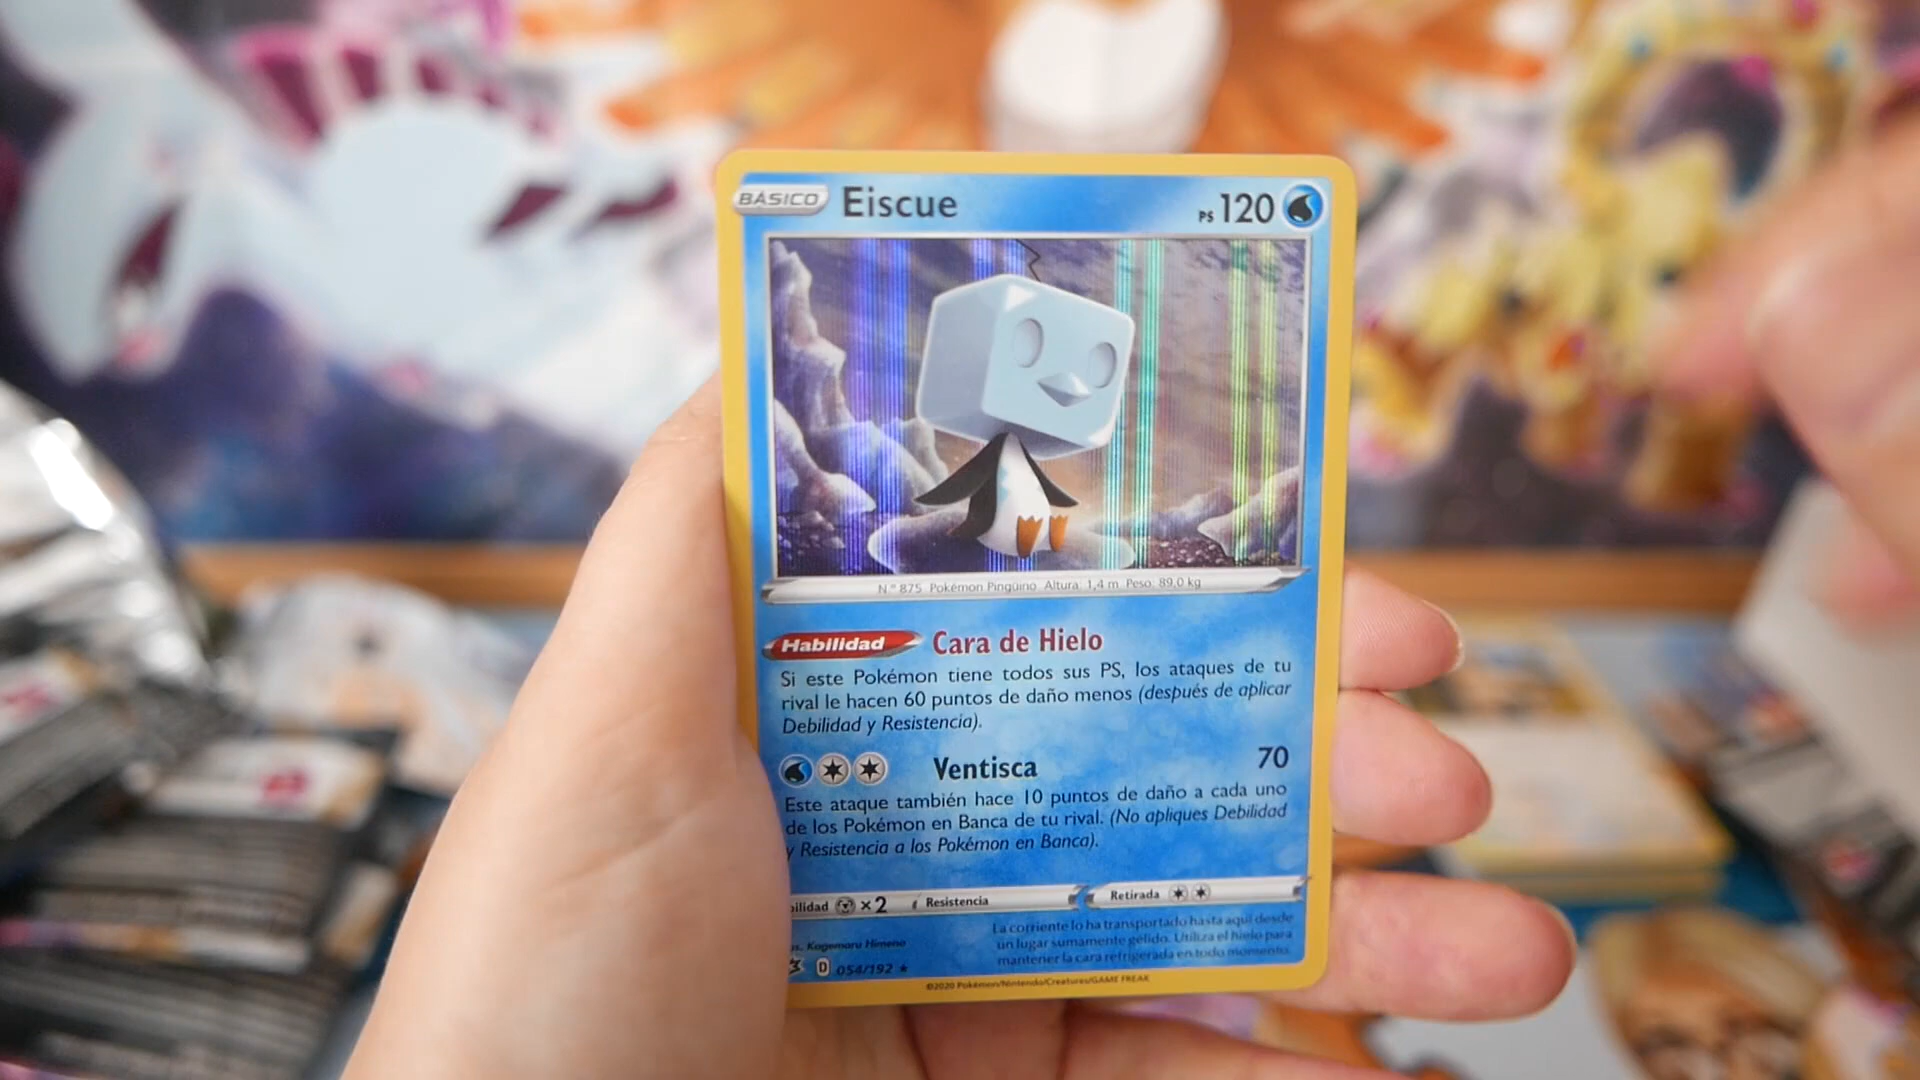 BÁSICO Eiscue PS 120
N.º 875 Pokémon Pingüino Altura: 1,4 m Peso: 89,0 kg
Habilidad Cara de Hielo
Si este Pokémon tiene todos sus PS, los ataques de tu
rival le hacen 60 puntos de daño menos (después de aplicar
Debilidad y Resistencia).
Ventisca 70
Este ataque también hace 10 puntos de daño a cada uno
de los Pokémon en Banca de tu rival. (No apliques Debilidad
y Resistencia a los Pokémon en Banca).
ilidad ×2 Resistencia Retirada
La corriente lo ha transportado hasta aquí desde
un lugar sumamente gélido. Utiliza el hielo para
mantener la cara refrigerada en todo momento.
us. Kagemaru Himeno
D 054/192 ★
©2020 Pokémon/Nintendo/Creatures/GAME FREAK